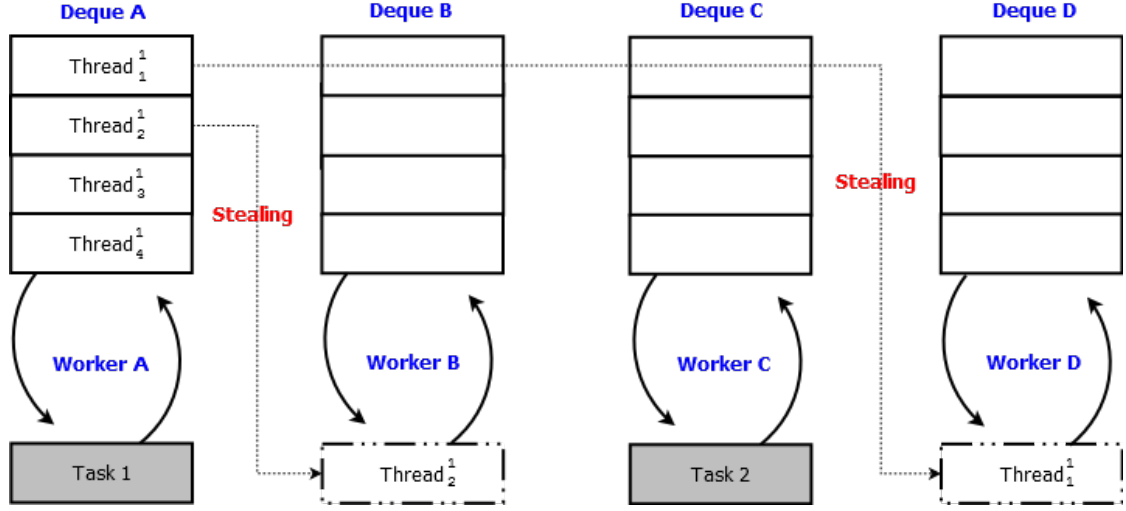 Deque A Deque B Deque C Deque D
Thread 1 1
Thread 1 2
Thread 1 3
Stealing
Stealing
Thread 1 4
Worker A Worker B Worker C Worker D
Task 1 Thread 1 2 Task 2 Thread 1 1